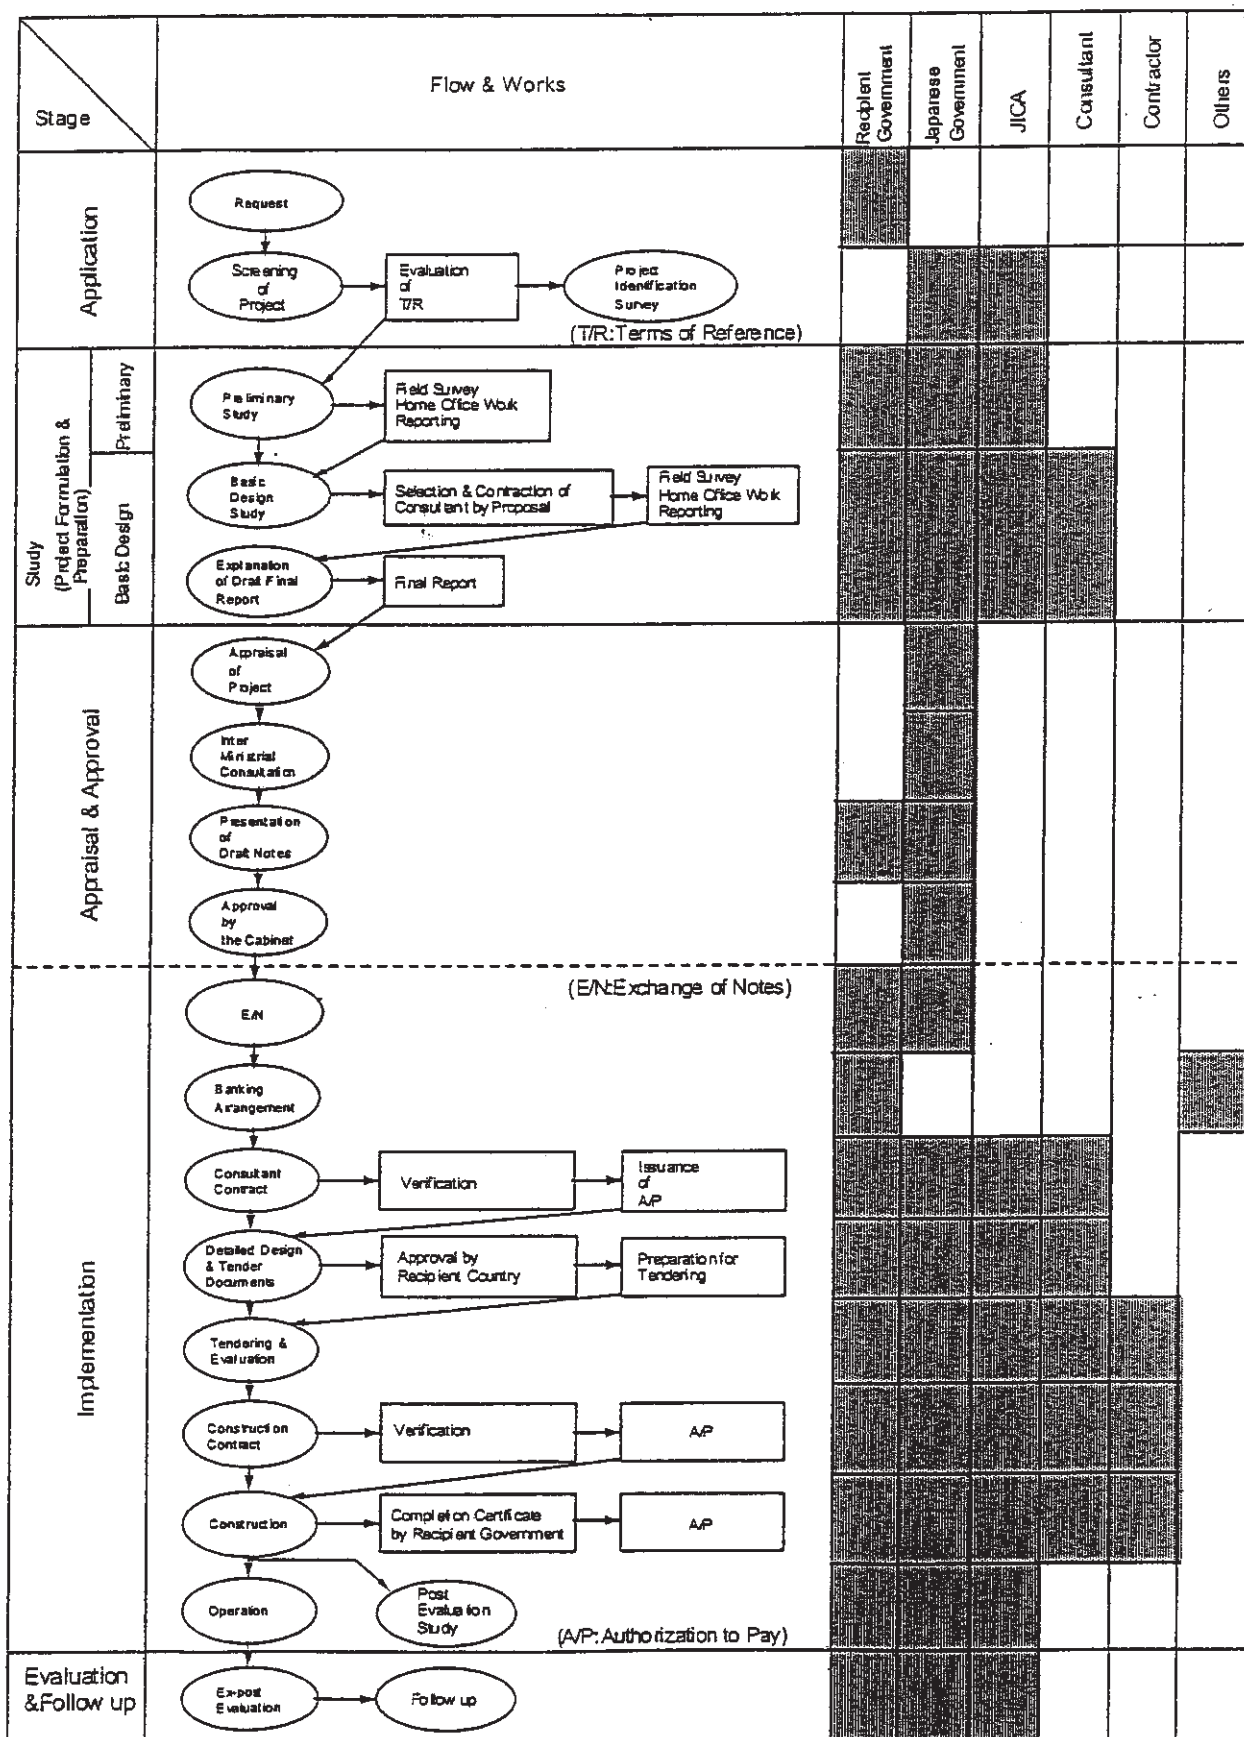 Stage
Flow & Works
Recipient
Government
Japanese
Government
JICA
Consultant
Contractor
Others
Application
Request
Screening
of
Project
Evaluation
of
T/R
Project
Identification
Survey
(T/R:Terms of Reference)
Study
(Project Formulation &
Preparation)
Preliminary
Preliminary
Study
Field Survey
Home Office Work
Reporting
Basic Design
Basic
Design
Study
Selection & Contraction of
Consultant by Proposal
Field Survey
Home Office Work
Reporting
Explanation
of Draft Final
Report
Final Report
Appraisal & Approval
Appraisal
of
Project
Inter
Ministrial
Consultation
Presentation
of
Draft Notes
Approval
by
the Cabinet
(E/N:Exchange of Notes)
Implementation
E/N
Banking
Arrangement
Consultant
Contract
Verification
Issuance
of
A/P
Detailed Design
& Tender
Documents
Approval by
Recipient Country
Preparation for
Tendering
Tendering &
Evaluation
Construction
Contract
Verification
A/P
Construction
Completion Certificate
by Recipient Government
A/P
Operation
Post
Evaluation
Study
(A/P:Authorization to Pay)
Evaluation
&Follow up
Ex-post
Evaluation
Follow up